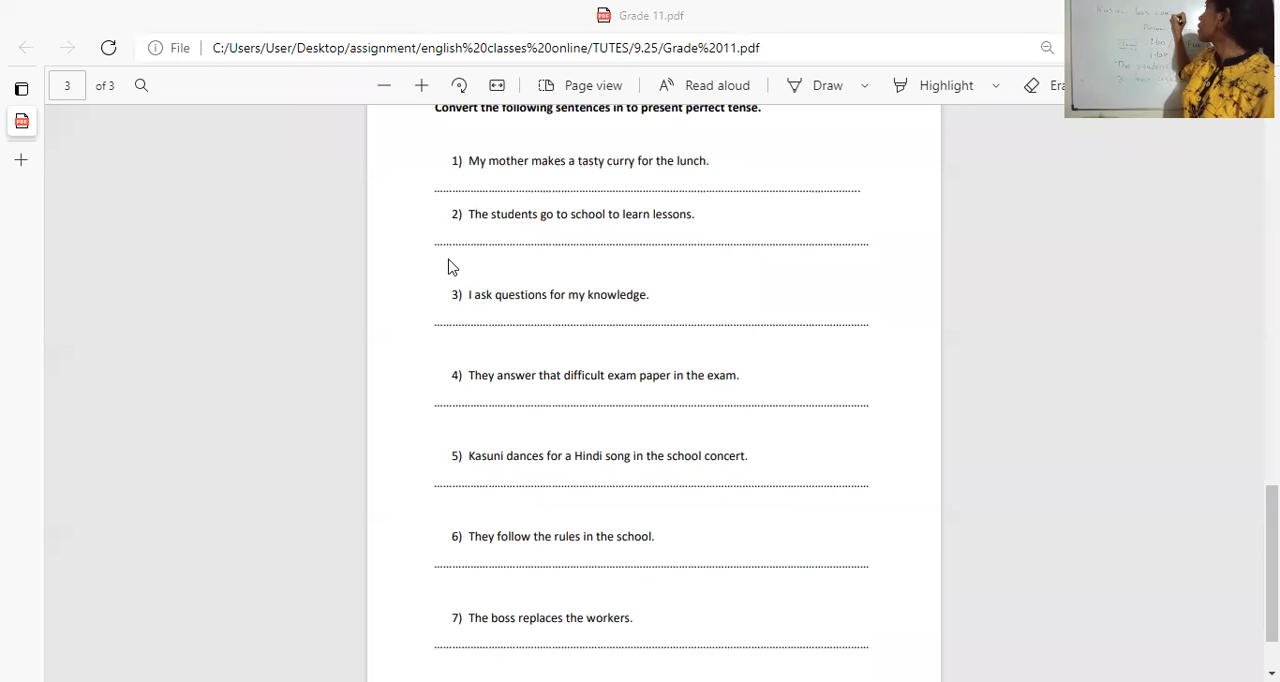 Grade 11.pdf
File C:/Users/User/Desktop/assignment/english%20classes%20online/TUTES/9.25/Grade%2011.pdf
3 of 3 Page view Read aloud Draw Highlight Era
Convert the following sentences in to present perfect tense.
1) My mother makes a tasty curry for the lunch.
2) The students go to school to learn lessons.
3) I ask questions for my knowledge.
4) They answer that difficult exam paper in the exam.
5) Kasuni dances for a Hindi song in the school concert.
6) They follow the rules in the school.
7) The boss replaces the workers.